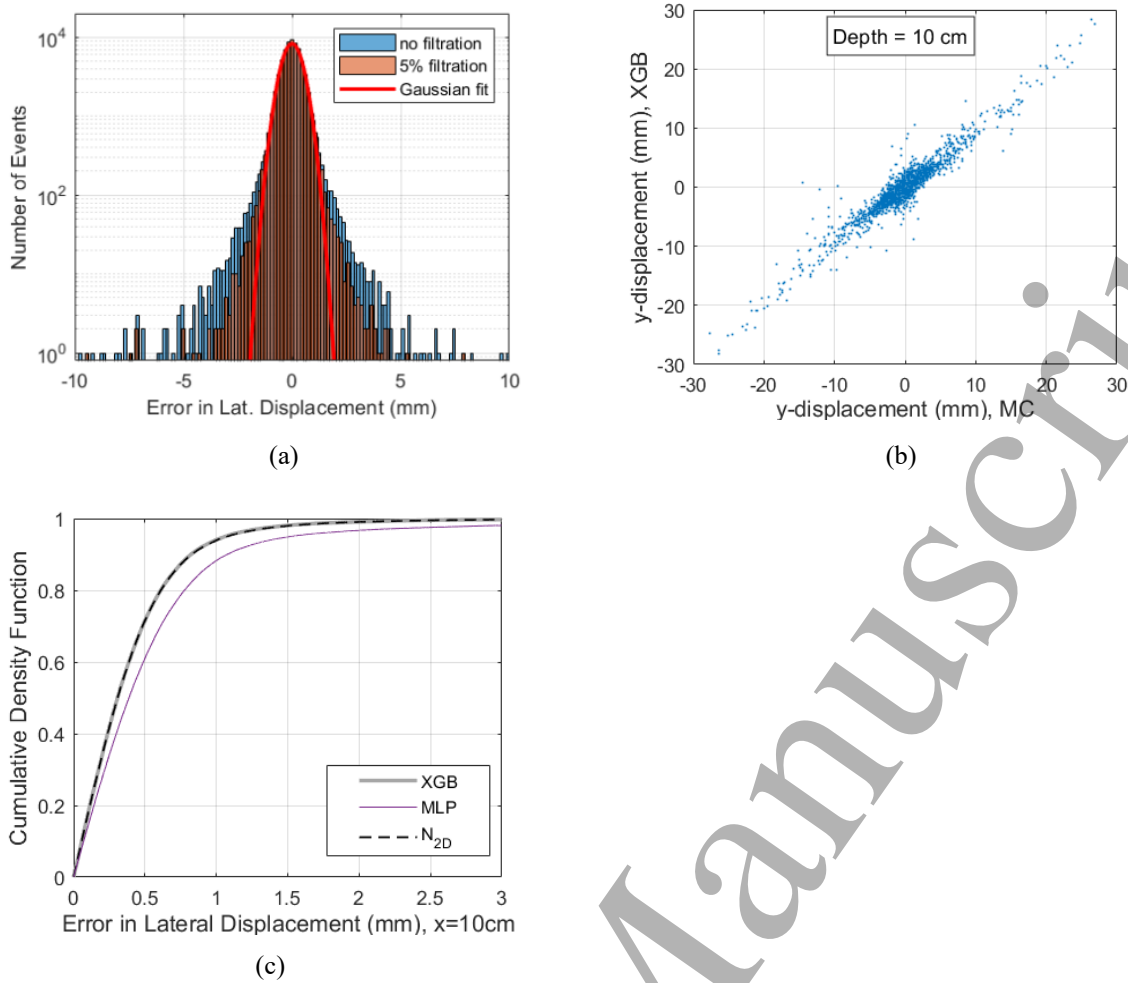 10^4
10^2
10^0
Number of Events
no filtration
5% filtration
Gaussian fit
-10 -5 0 5 10
Error in Lat. Displacement (mm)
(a)
Depth = 10 cm
30
20
10
0
-10
-20
-30
y-displacement (mm), XGB
-30 -20 -10 0 10 20 30
y-displacement (mm), MC
(b)
1
0.8
0.6
0.4
0.2
0
Cumulative Density Function
XGB
MLP
N_2D
0 0.5 1 1.5 2 2.5 3
Error in Lateral Displacement (mm), x=10cm
(c)
Manuscri